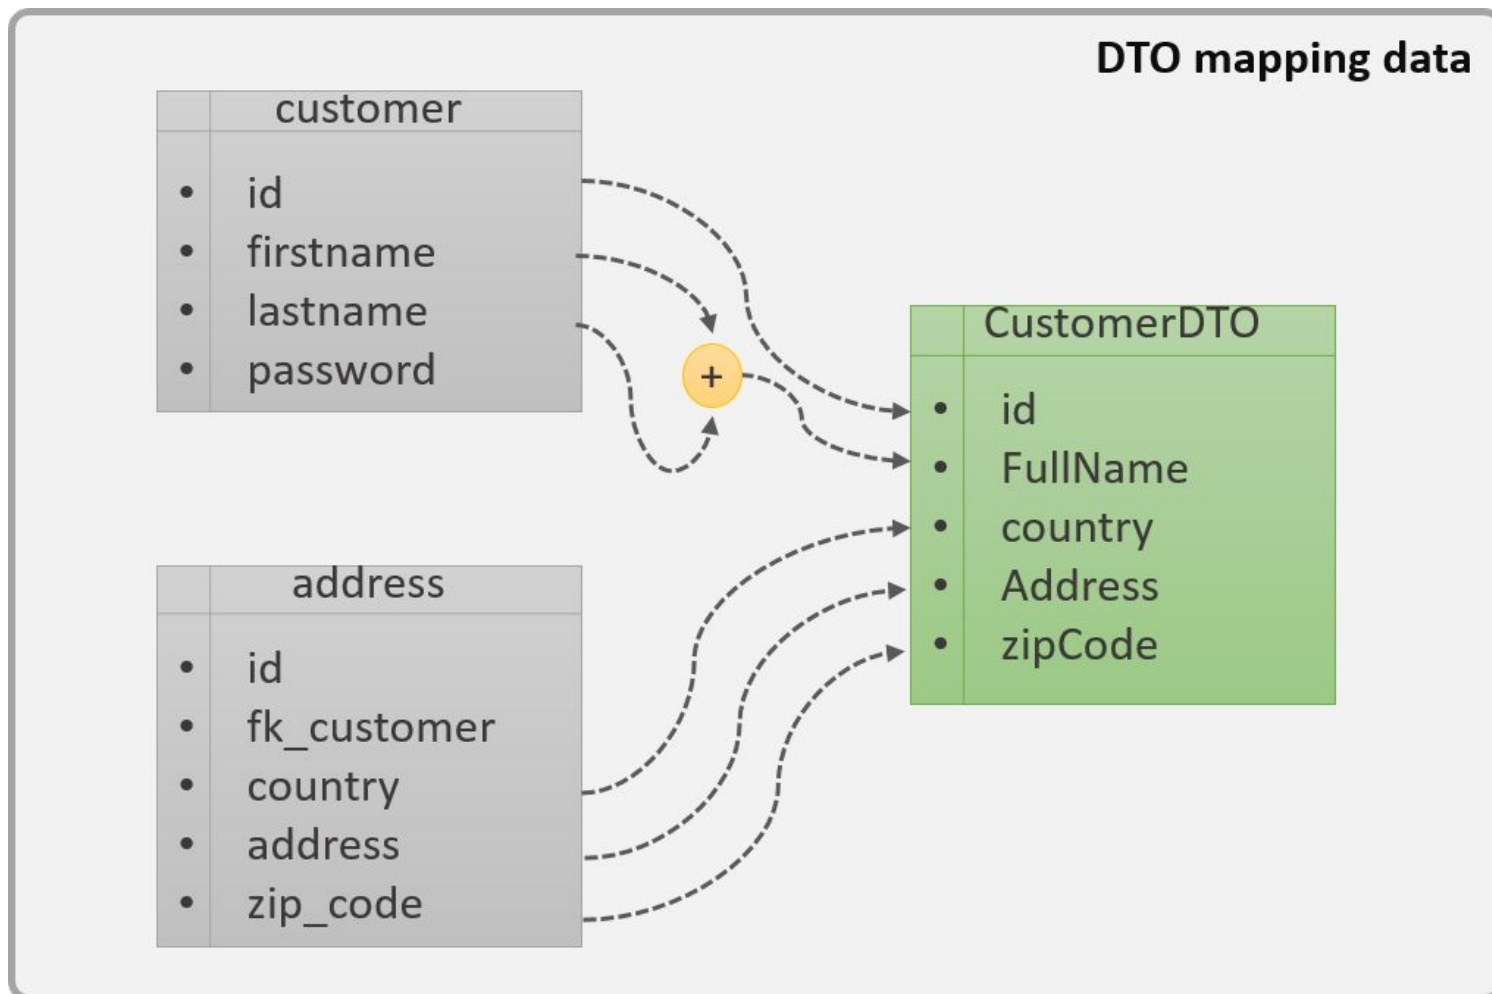 DTO mapping data
customer
• id
• firstname
• lastname
• password
+
CustomerDTO
• id
• FullName
• country
• Address
• zipCode
address
• id
• fk_customer
• country
• address
• zip_code